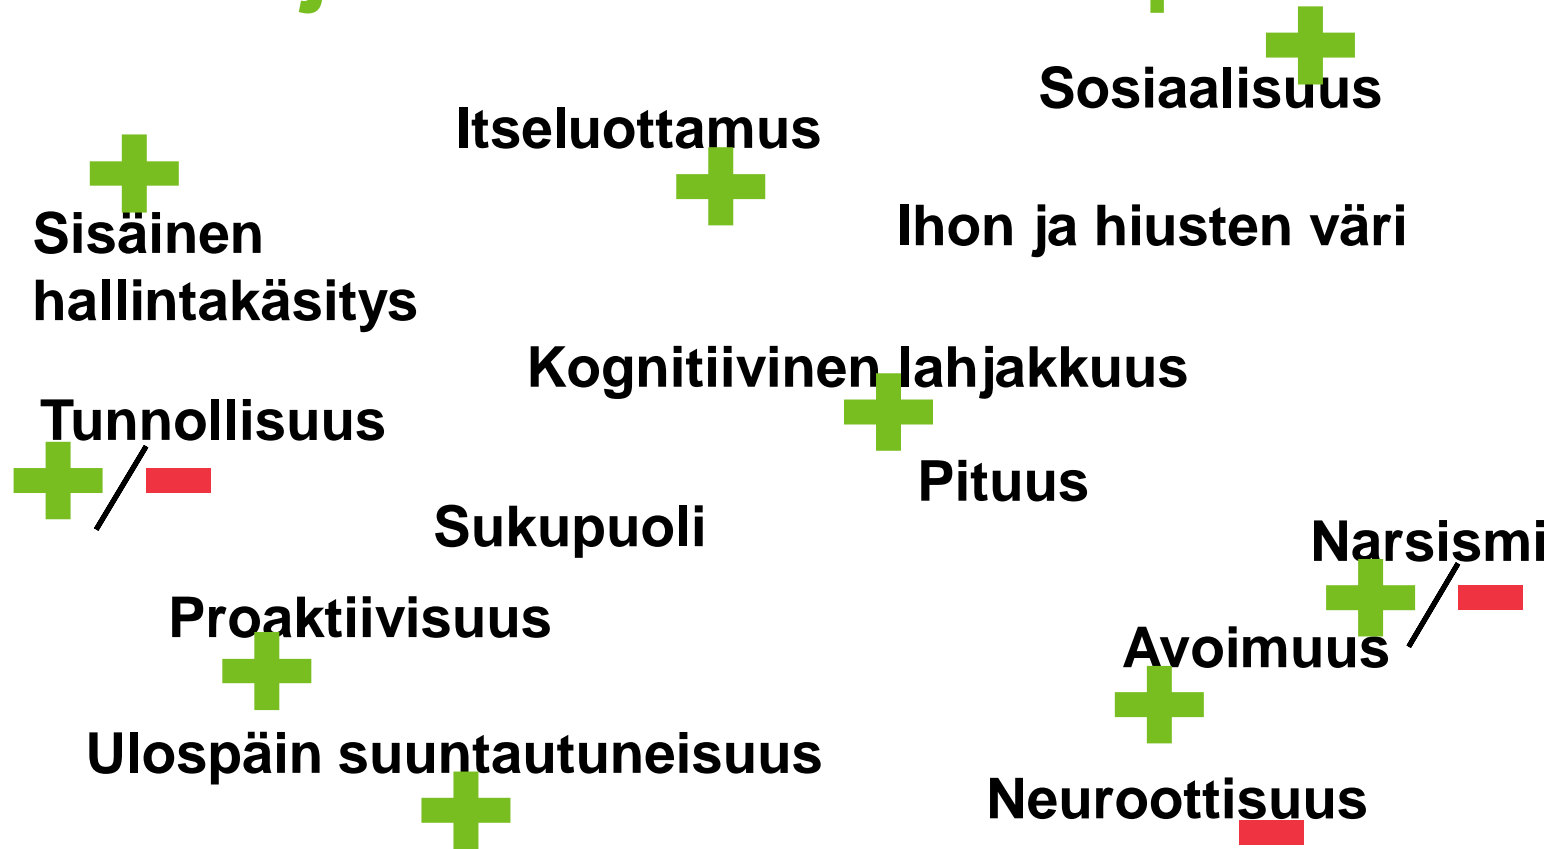 Sosiaalisuus
Itseluottamus
Ihon ja hiusten väri
Sisäinen
hallintakäsitys
Kognitiivinen lahjakkuus
Tunnollisuus
Pituus
Sukupuoli
Narsismi
Proaktiivisuus
Avoimuus
Ulospäin suuntautuneisuus
Neuroottisuus